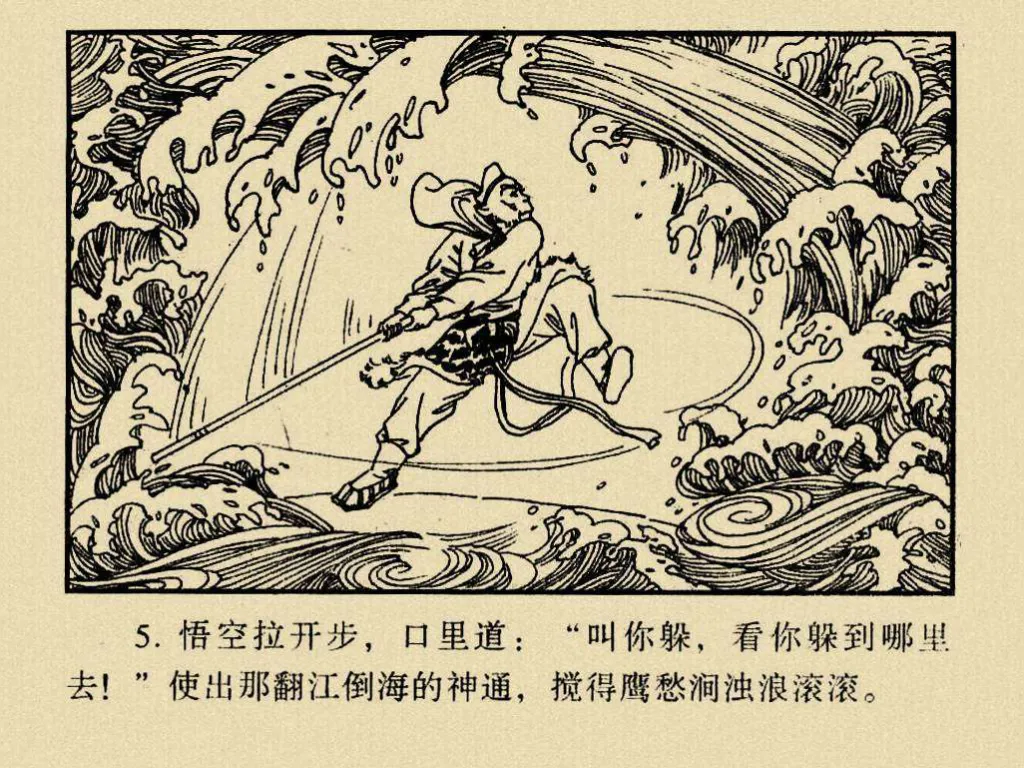 5. 悟空拉开步，口里道：“叫你躲，看你躲到哪里
去！”使出那翻江倒海的神通，搅得鹰愁涧浊浪滚滚。